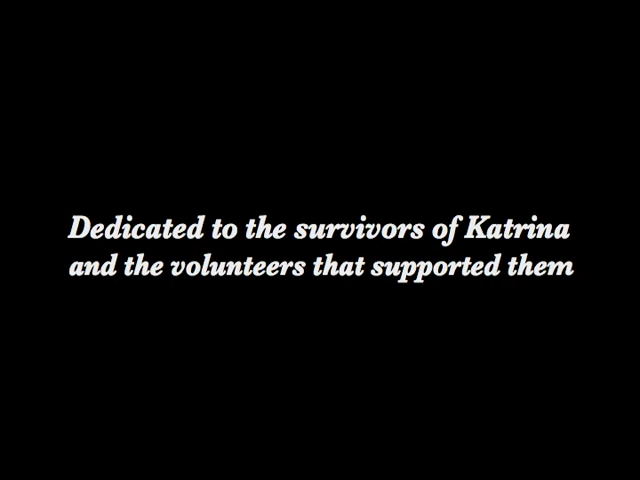 Dedicated to the survivors of Katrina
and the volunteers that supported them